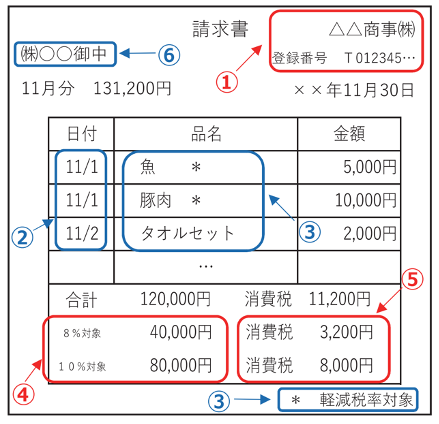 請求書 △△商事㈱
㈱〇〇御中 ⑥
① 登録番号 T012345…
11月分 131,200円
××年11月30日
日付 品名 金額
11/1 魚 * 5,000円
11/1 豚肉 * 10,000円
② 11/2 タオルセット ③ 2,000円
…
⑤
合計 120,000円 消費税 11,200円
8%対象 40,000円 消費税 3,200円
④ 10%対象 80,000円 消費税 8,000円
③ * 軽減税率対象